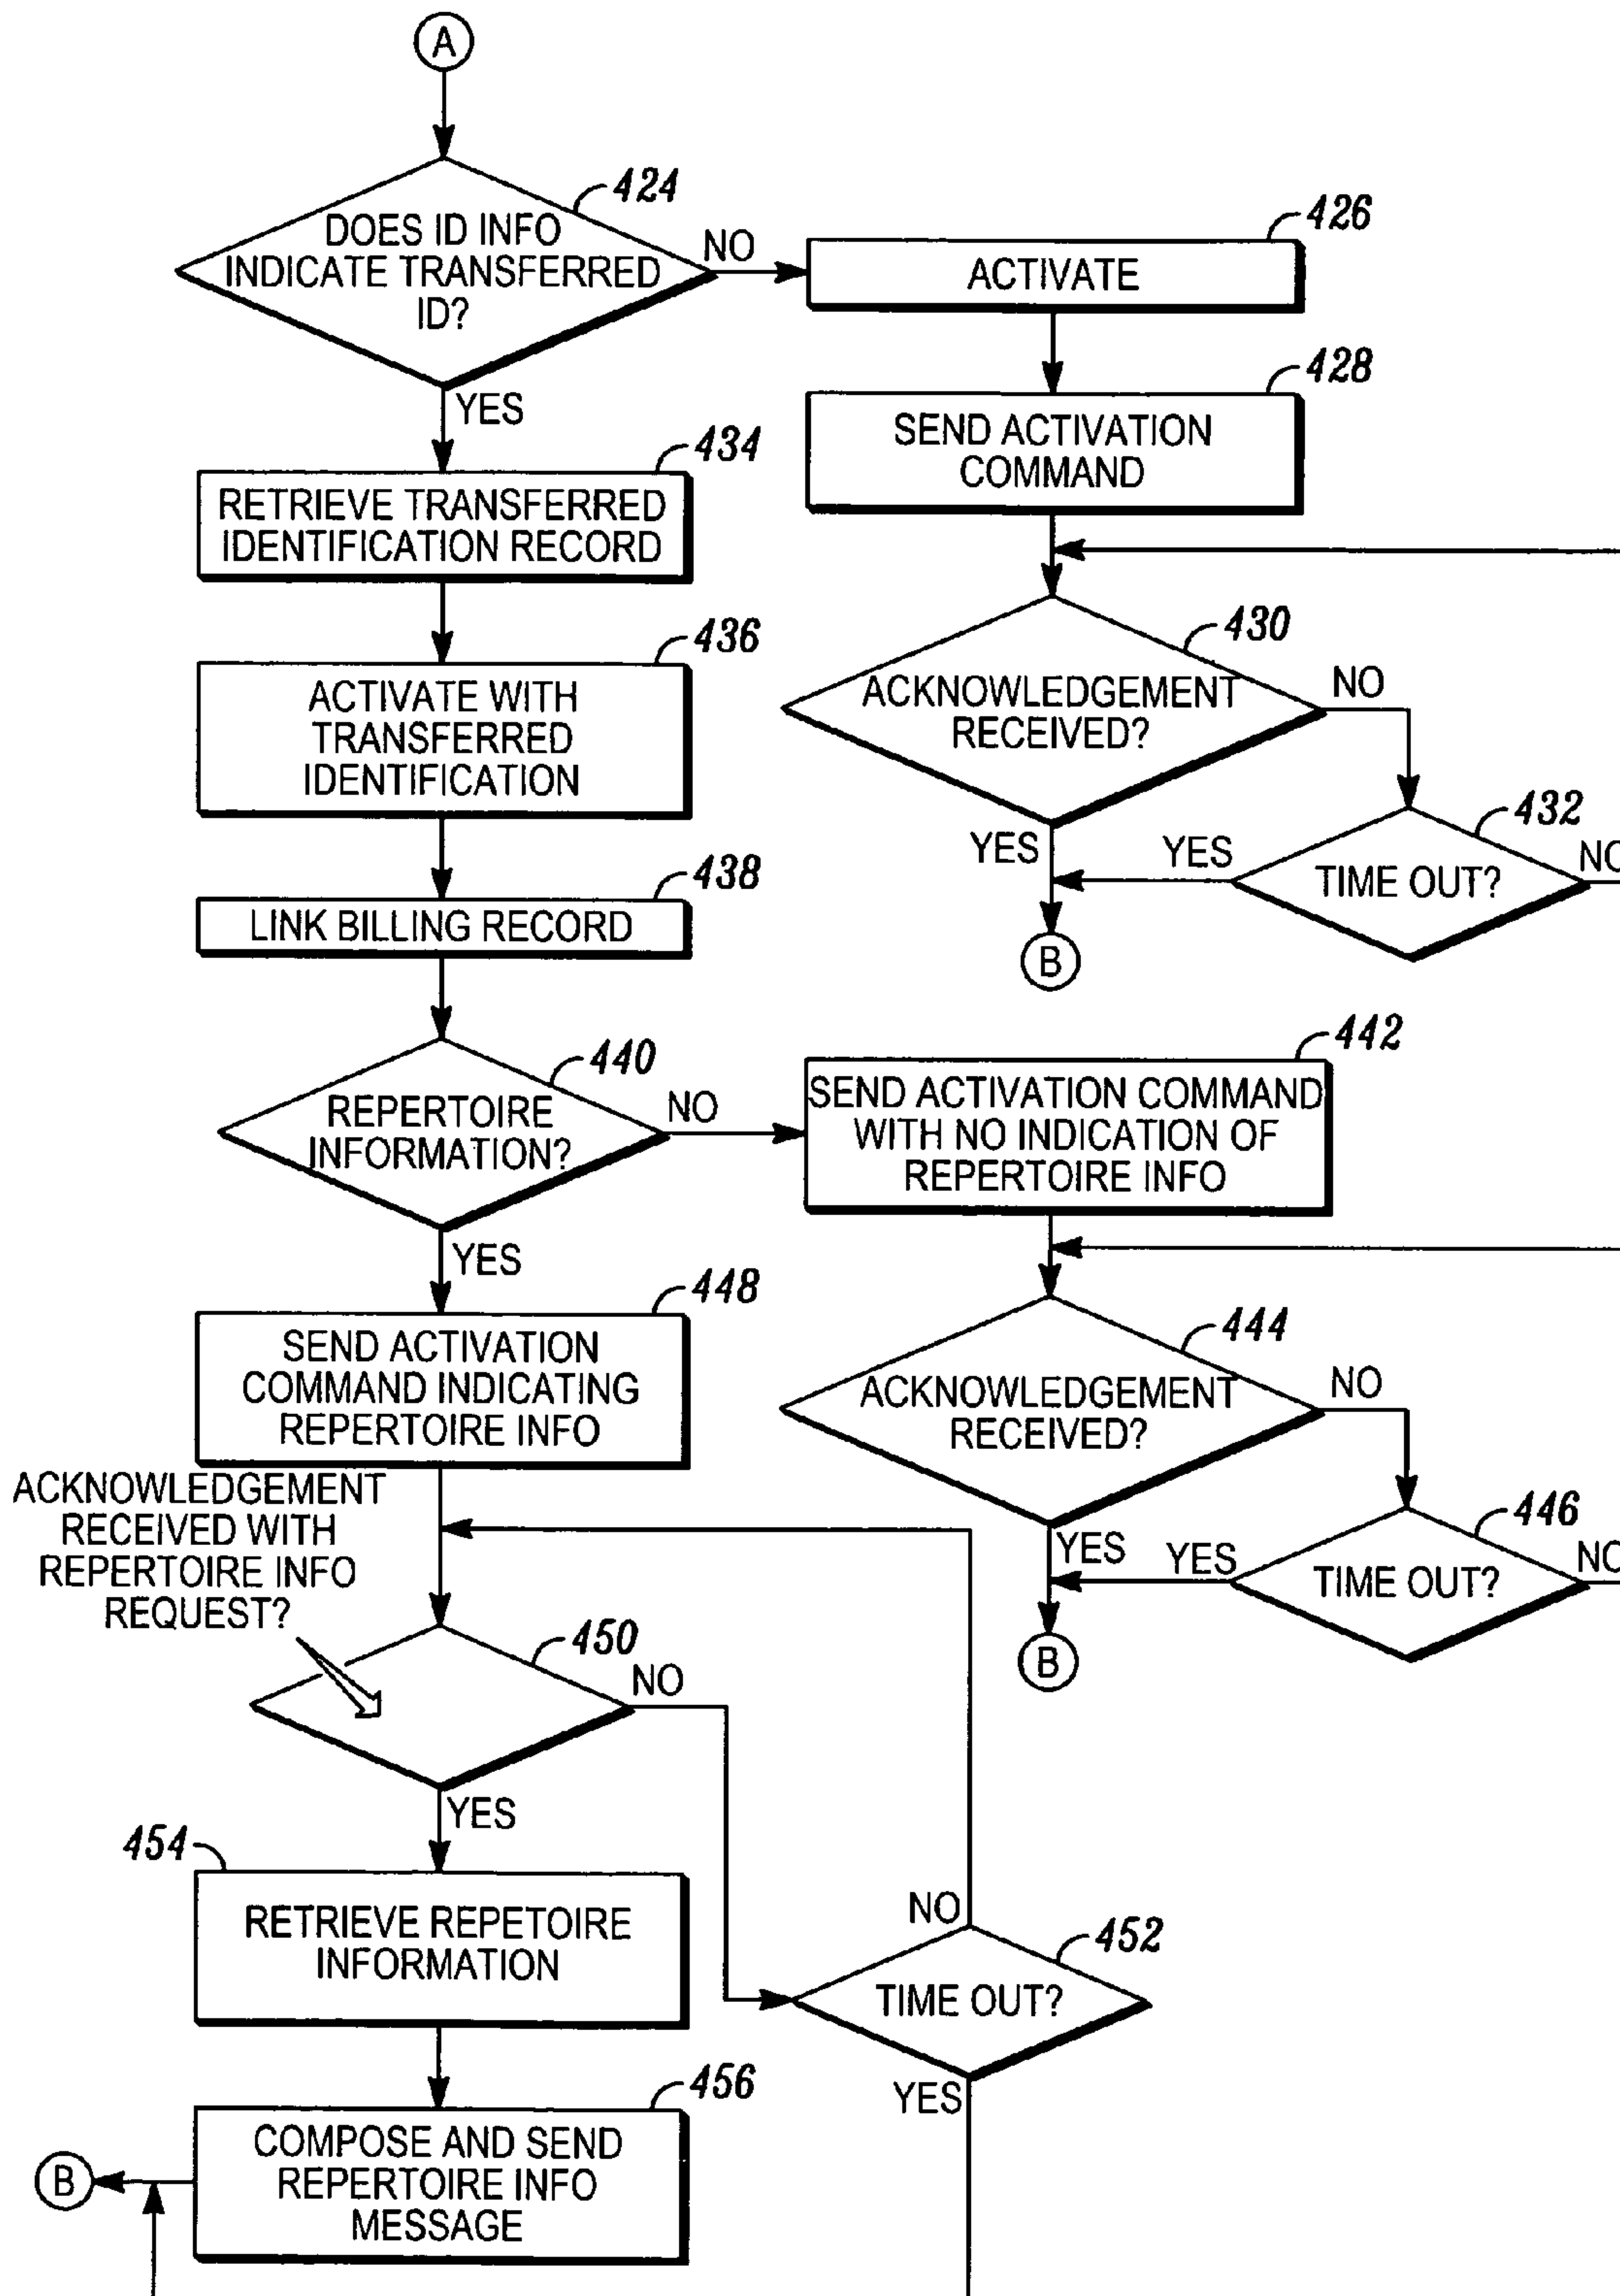 A
424
DOES ID INFO
INDICATE TRANSFERRED
ID?
NO
426
ACTIVATE
YES
428
SEND ACTIVATION
COMMAND
434
RETRIEVE TRANSFERRED
IDENTIFICATION RECORD
430
ACKNOWLEDGEMENT
RECEIVED?
NO
436
ACTIVATE WITH
TRANSFERRED
IDENTIFICATION
432
TIME OUT?
YES
YES
NO
438
LINK BILLING RECORD
B
440
REPERTOIRE
INFORMATION?
NO
442
SEND ACTIVATION COMMAND
WITH NO INDICATION OF
REPERTOIRE INFO
YES
448
SEND ACTIVATION
COMMAND INDICATING
REPERTOIRE INFO
444
ACKNOWLEDGEMENT
RECEIVED?
NO
446
TIME OUT?
YES
YES
NO
B
ACKNOWLEDGEMENT
RECEIVED WITH
REPERTOIRE INFO
REQUEST?
450
NO
YES
454
RETRIEVE REPETOIRE
INFORMATION
NO
452
TIME OUT?
YES
456
COMPOSE AND SEND
REPERTOIRE INFO
MESSAGE
B